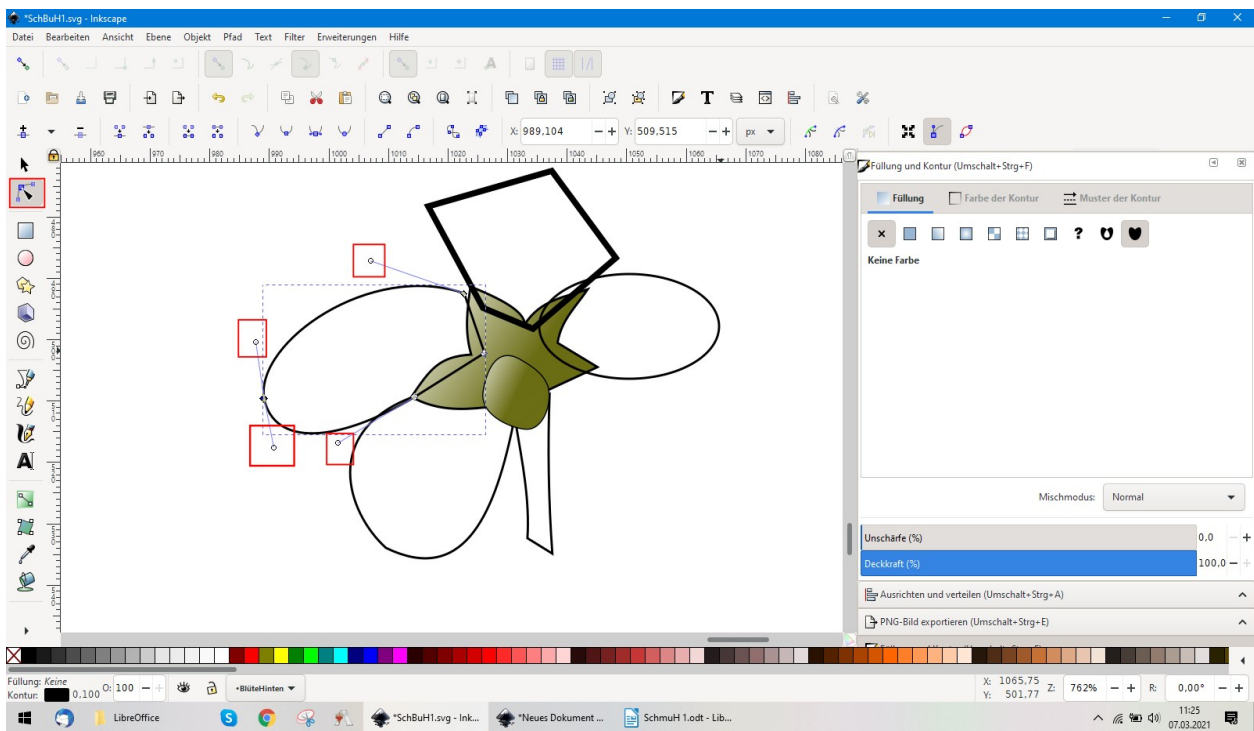 *SchBuH1.svg - Inkscape
Datei Bearbeiten Ansicht Ebene Objekt Pfad Text Filter Erweiterungen Hilfe
X: 989,104 − + Y: 509,515 − + px
960 970 980 990 1000 1010 1020 1030 1040 1050 1060 1070 1080
Füllung und Kontur (Umschalt+Strg+F)
Füllung Farbe der Kontur Muster der Kontur
Keine Farbe
Mischmodus: Normal
Unschärfe (%) 0,0 − +
Deckkraft (%) 100,0 − +
Ausrichten und verteilen (Umschalt+Strg+A)
PNG-Bild exportieren (Umschalt+Strg+E)
Füllung: Keine
Kontur: 0,100 O: 100 − + •BlüteHinten
X: 1065,75
Y: 501,77
Z: 762% − + R: 0,00° − +
LibreOffice *SchBuH1.svg - Ink... *Neues Dokument ... SchmuH 1.odt - Lib...
11:25
07.03.2021